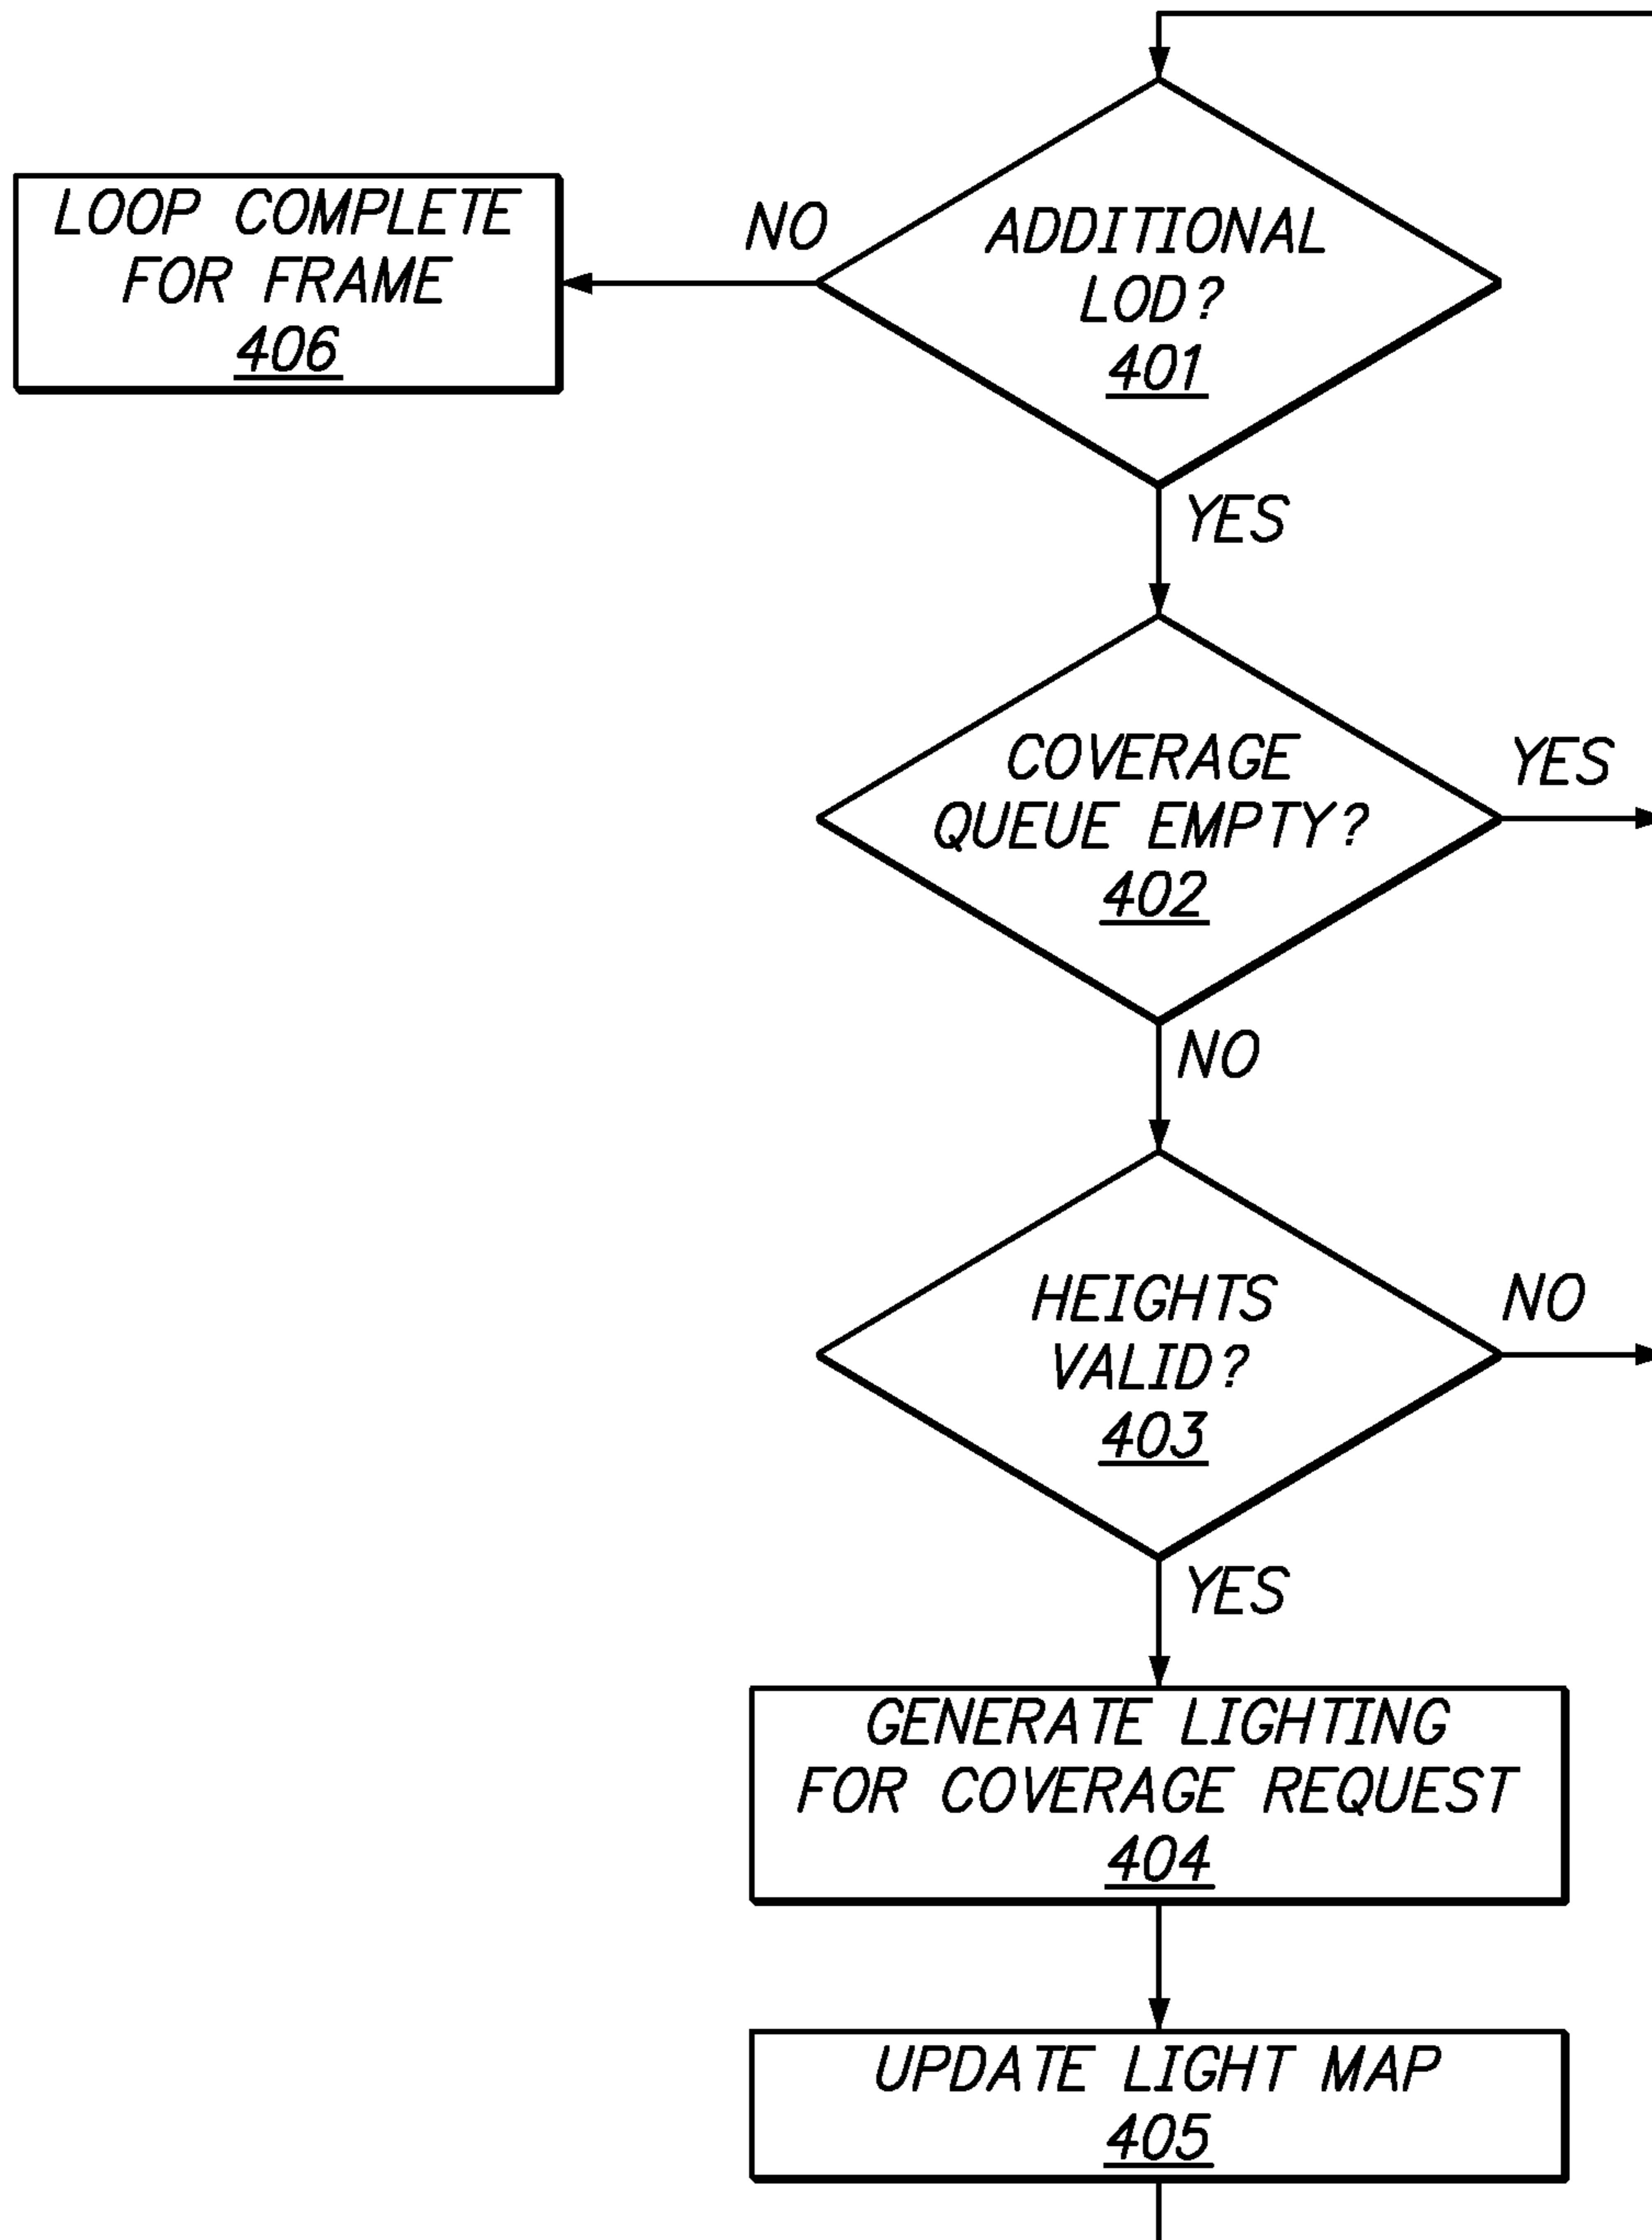 LOOP COMPLETE
FOR FRAME
406
NO
ADDITIONAL
LOD?
401
YES
COVERAGE
QUEUE EMPTY?
402
YES
NO
HEIGHTS
VALID?
403
NO
YES
GENERATE LIGHTING
FOR COVERAGE REQUEST
404
UPDATE LIGHT MAP
405